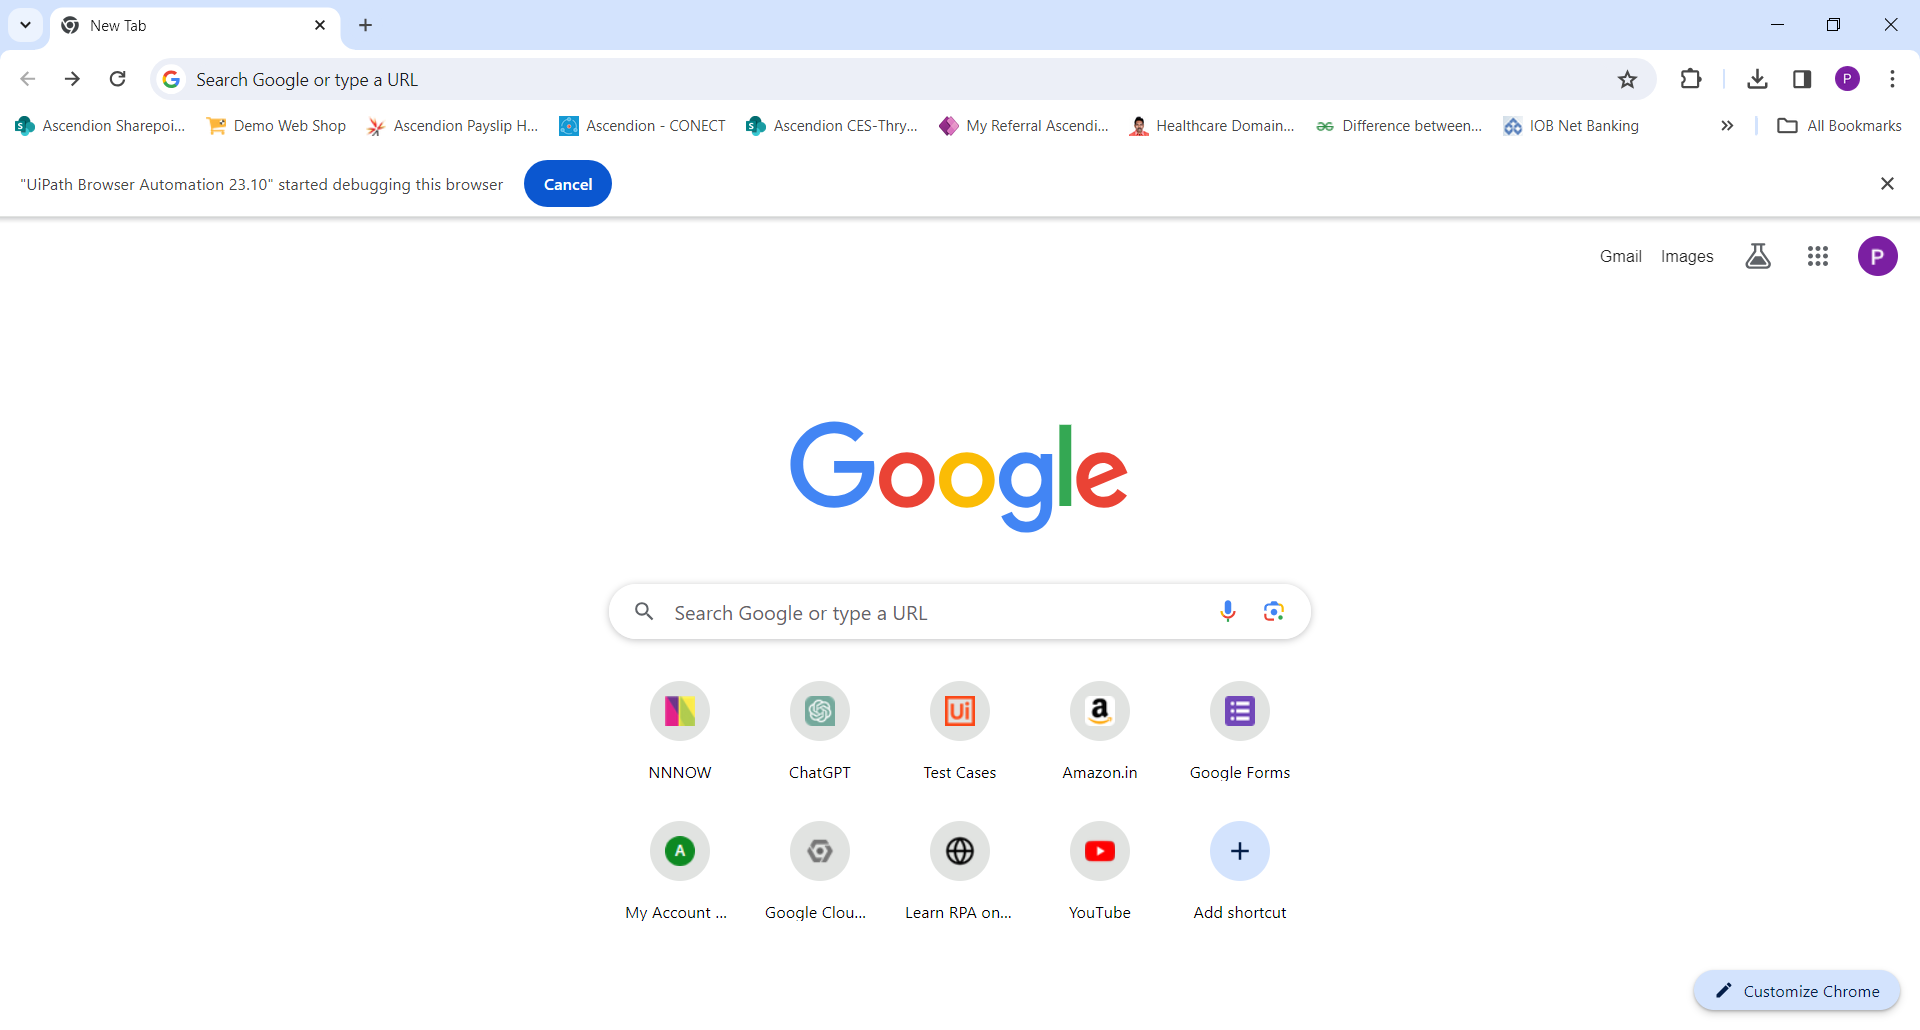 New Tab
Search Google or type a URL
Ascendion Sharepoi... Demo Web Shop Ascendion Payslip H... Ascendion - CONECT Ascendion CES-Thry... My Referral Ascendi... Healthcare Domain... Difference between... IOB Net Banking All Bookmarks
"UiPath Browser Automation 23.10" started debugging this browser Cancel
Gmail Images P
Google
Search Google or type a URL
NNNOW ChatGPT Test Cases Amazon.in Google Forms
My Account ... Google Clou... Learn RPA on... YouTube Add shortcut
Customize Chrome